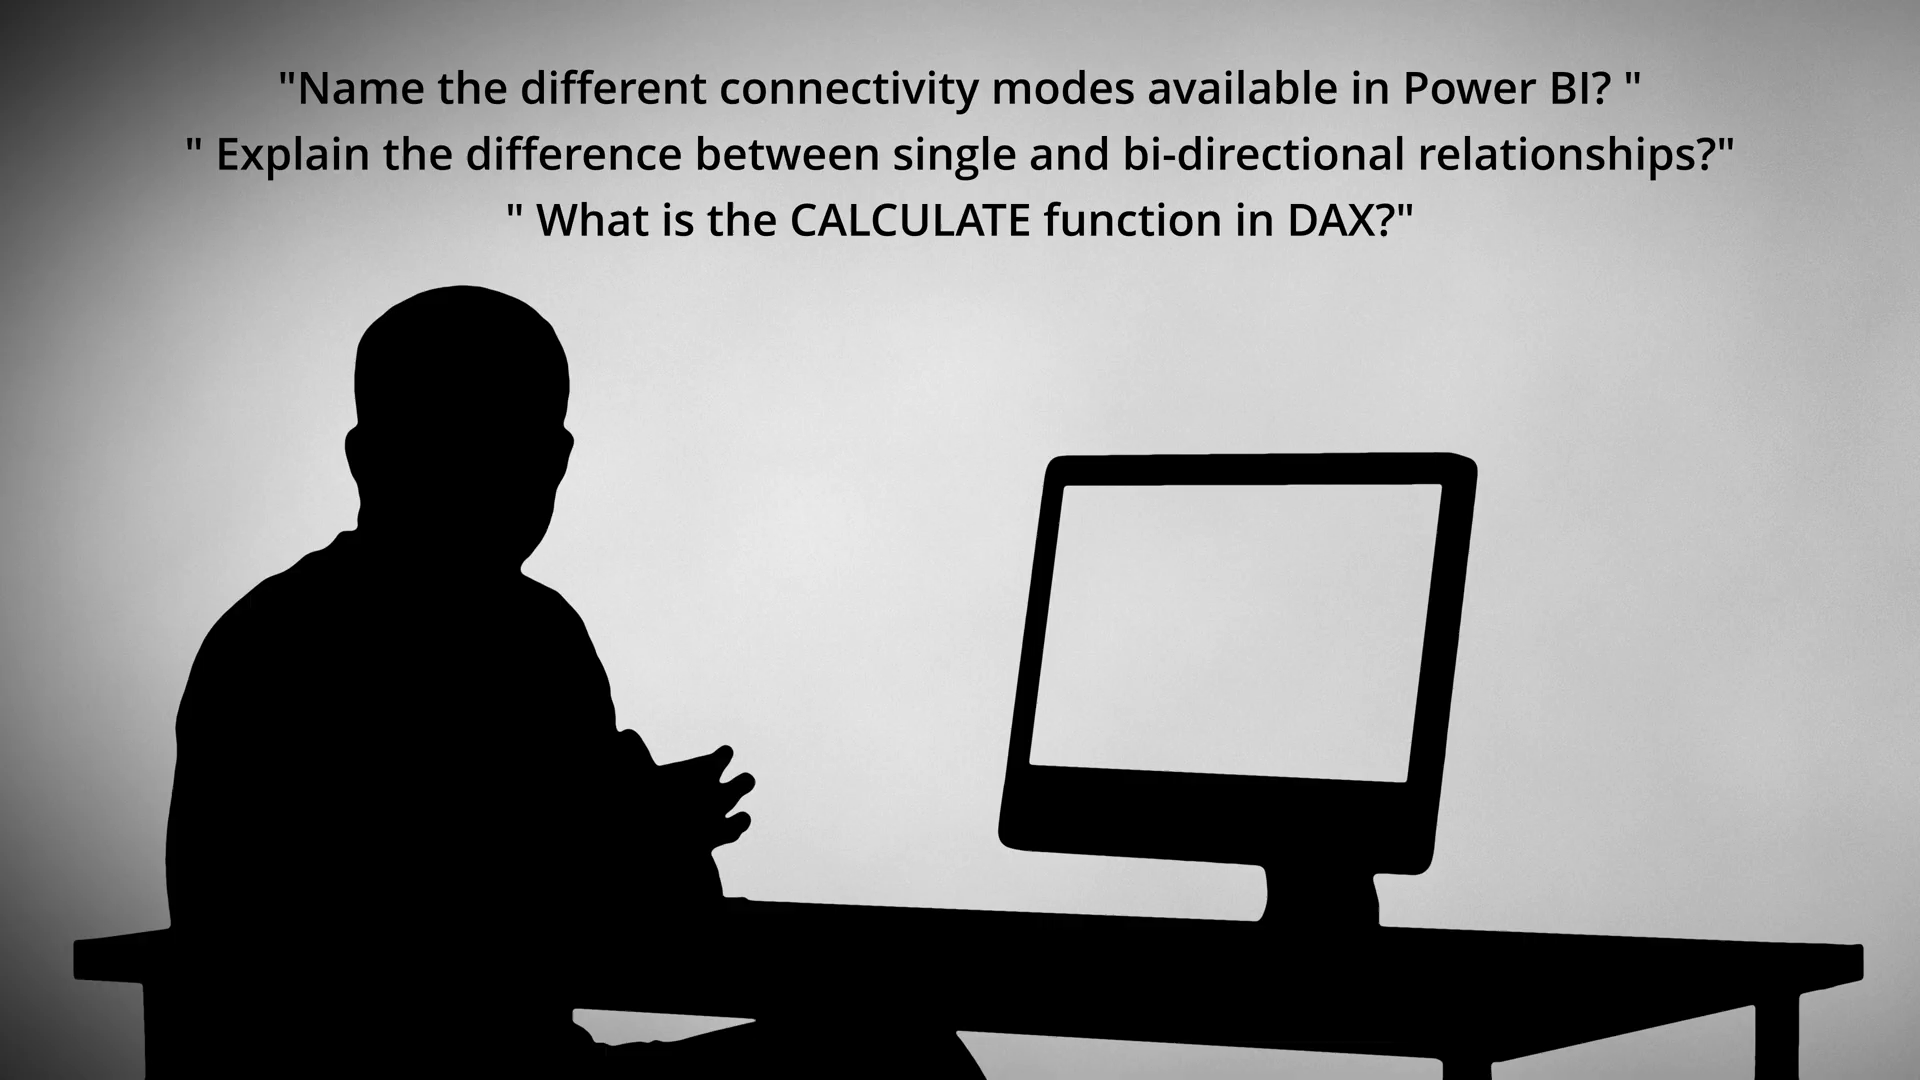 "Name the different connectivity modes available in Power BI? "
" Explain the difference between single and bi-directional relationships?"
" What is the CALCULATE function in DAX?"